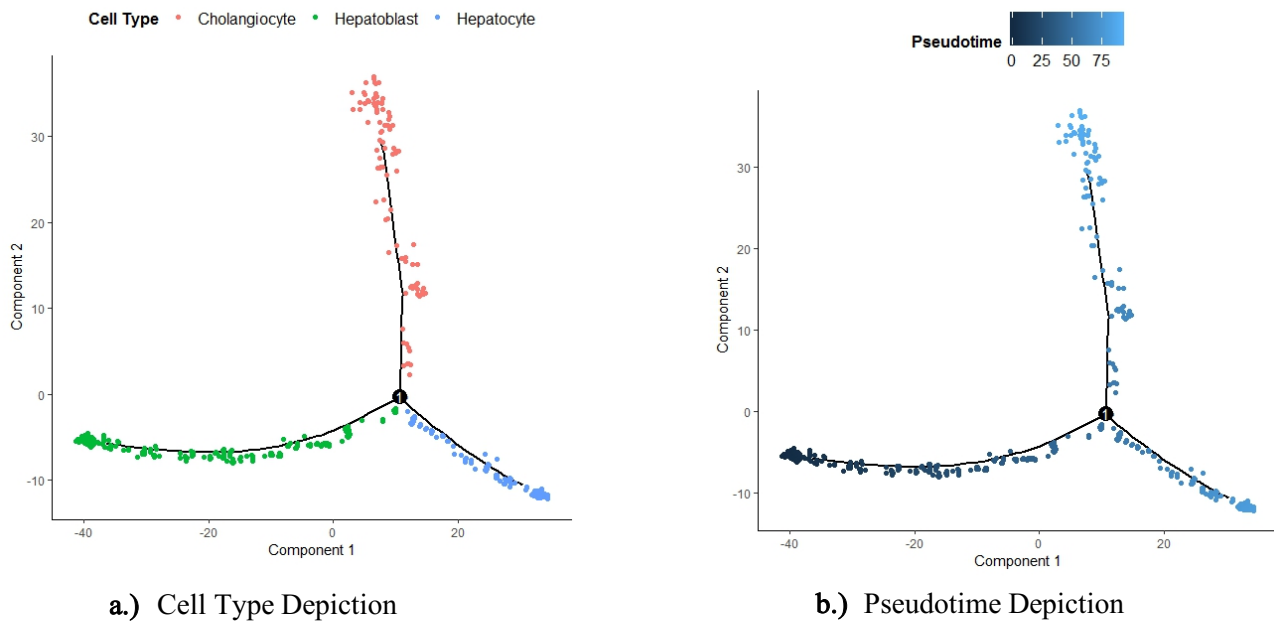 Cell Type Cholangiocyte Hepatoblast Hepatocyte
Component 2
30
20
10
0
-10
1
-40 -20 0 20
Component 1
a.) Cell Type Depiction
Pseudotime
0 25 50 75
Component 2
30
20
10
0
-10
1
-40 -20 0 20
Component 1
b.) Pseudotime Depiction